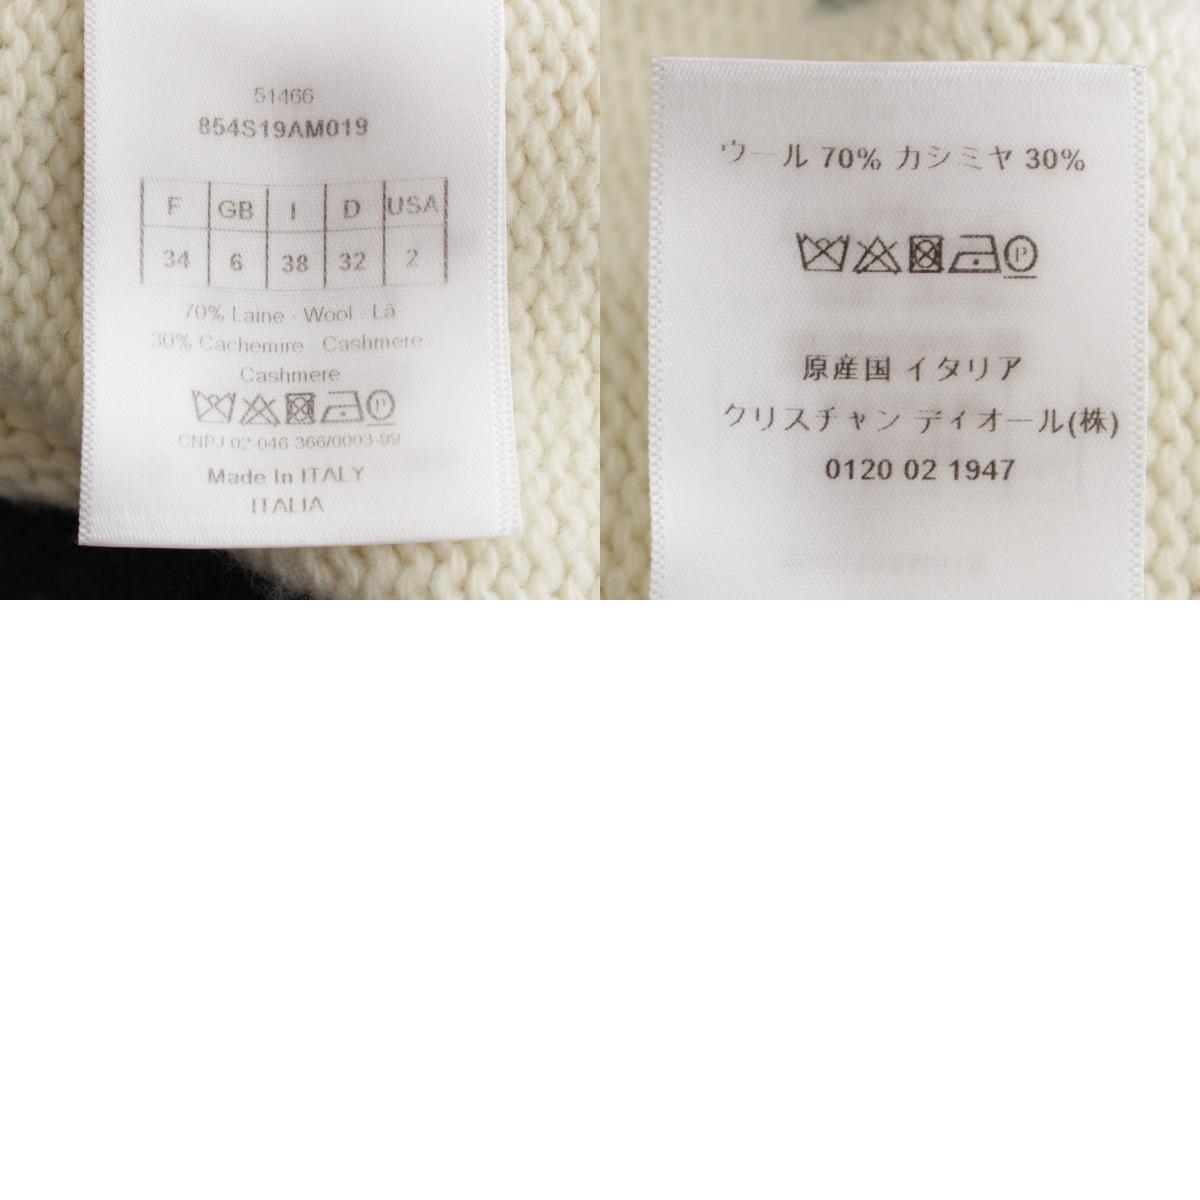 51466
854S19AM019
F GB I D USA
34 6 38 32 2
70% Laine - Wool - Lã
30% Cachemire - Cashmere
Cashmere
CNPJ 02-046 366/0003-99
Made In ITALY
ITALIA
ウール 70% カシミヤ 30%
P
原産国 イタリア
クリスチャン ディオール(株)
0120 02 1947